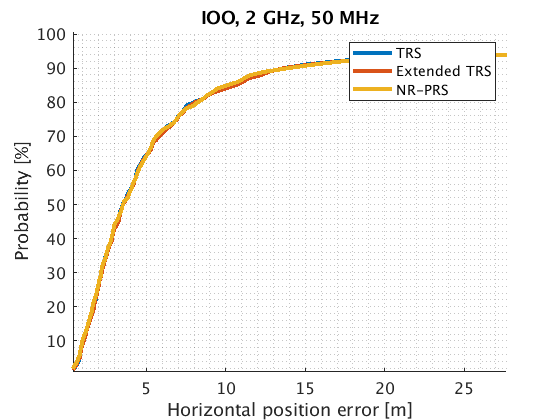 IOO, 2 GHz, 50 MHz
100
90
80
70
60
50
40
30
20
10
Probability [%]
TRS
Extended TRS
NR-PRS
5 10 15 20 25
Horizontal position error [m]